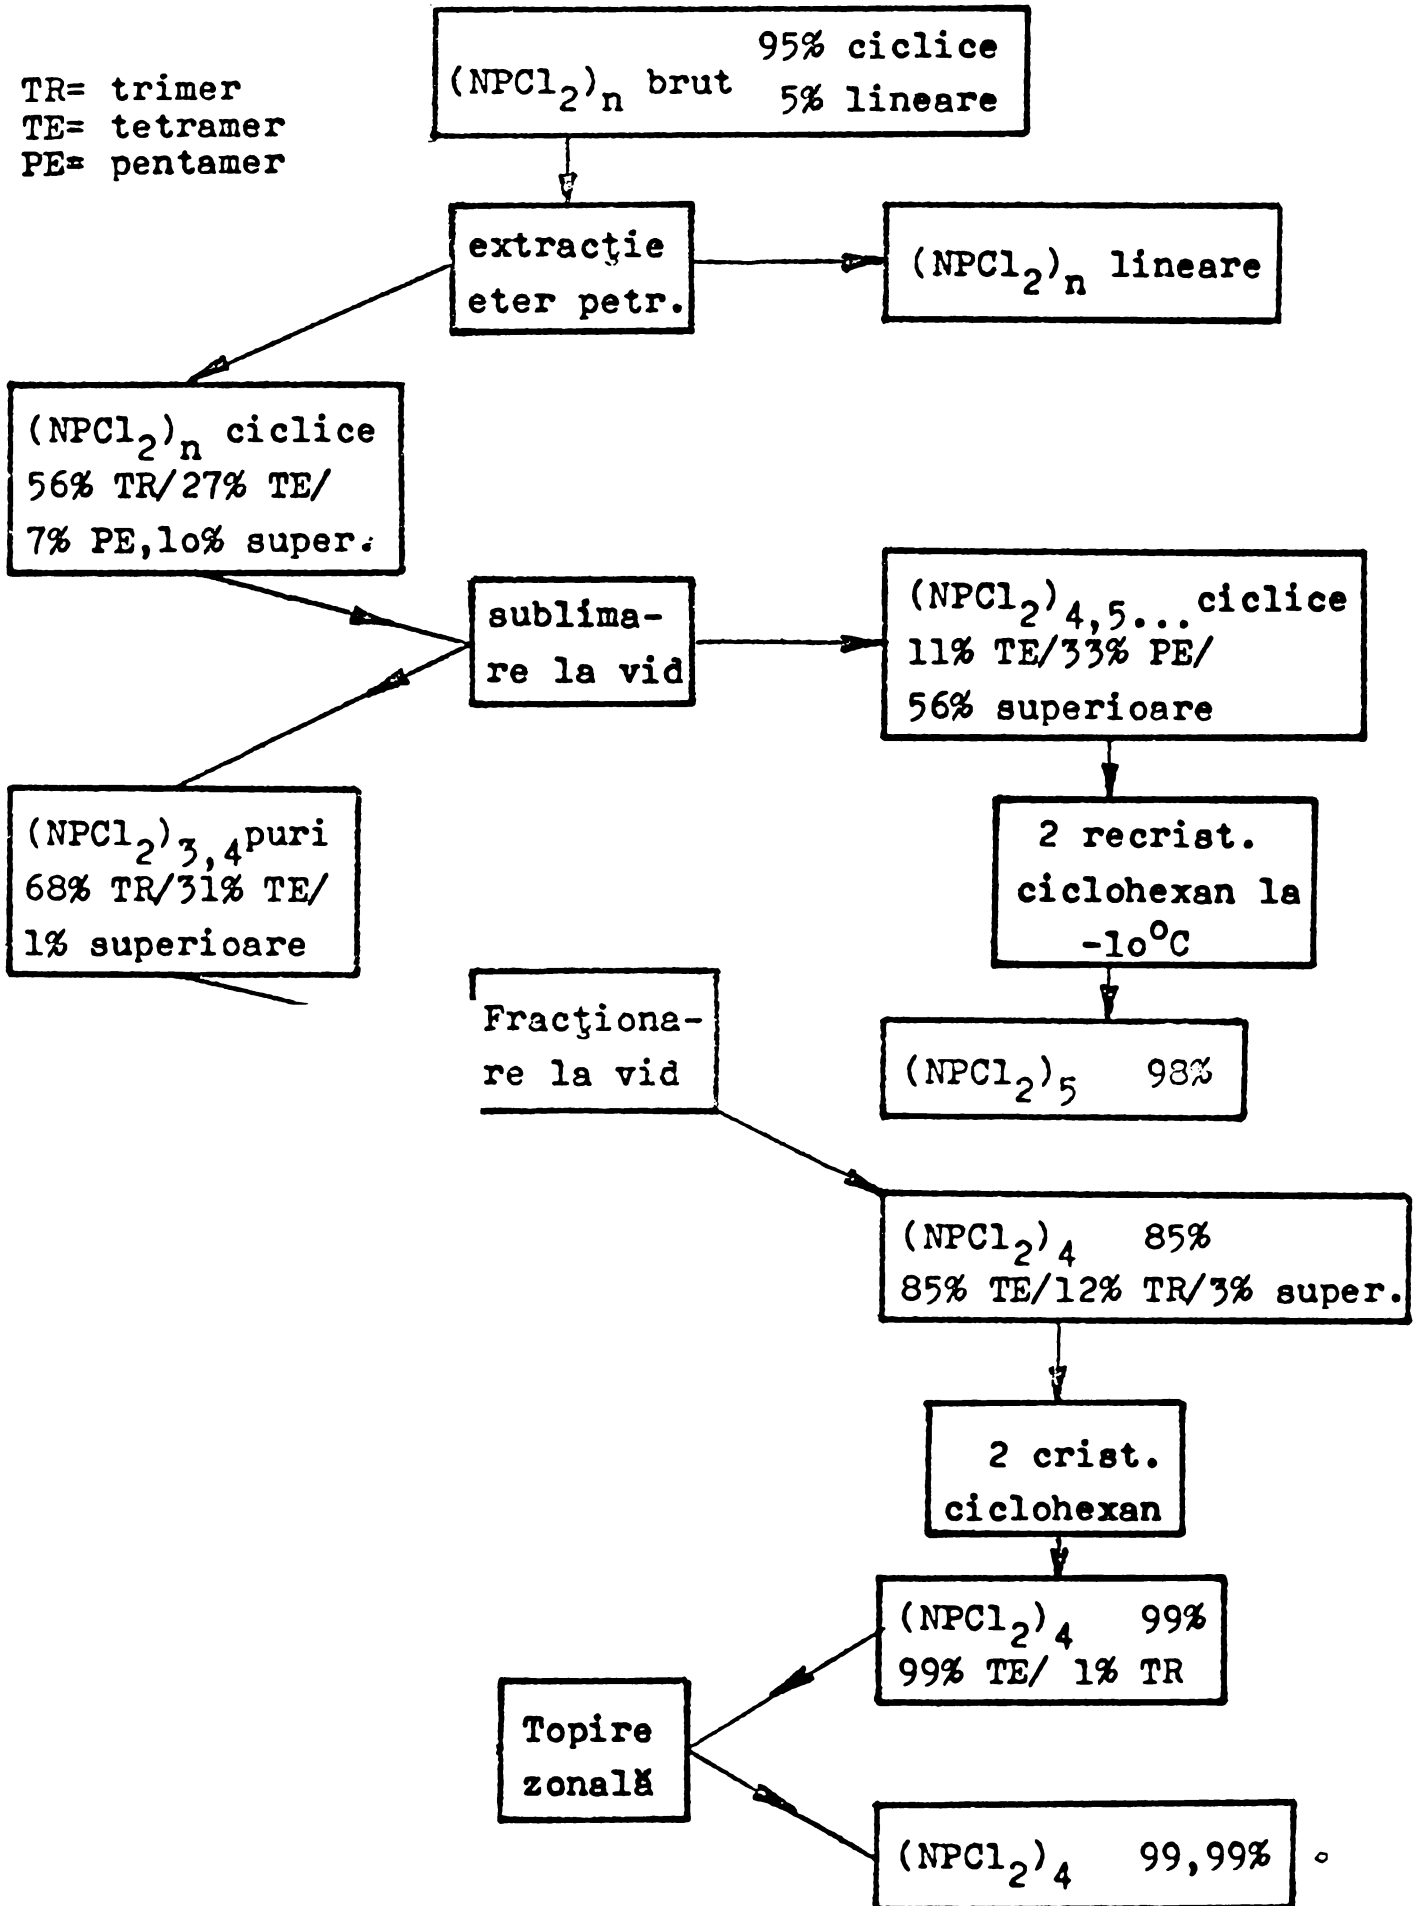 TR= trimer
TE= tetramer
PE= pentamer
(NPCl₂)ₙ brut 95% ciclice
5% lineare
extracţie
eter petr.
(NPCl₂)ₙ lineare
(NPCl₂)ₙ ciclice
56% TR/27% TE/
7% PE,lo% super.
sublima-
re la vid
(NPCl₂)₄,₅... ciclice
11% TE/33% PE/
56% superioare
(NPCl₂)₃,₄ puri
68% TR/31% TE/
1% superioare
2 recrist.
ciclohexan la
-lo°C
Fracţiona-
re la vid
(NPCl₂)₅ 98%
(NPCl₂)₄ 85%
85% TE/12% TR/3% super.
2 crist.
ciclohexan
(NPCl₂)₄ 99%
99% TE/ 1% TR
Topire
zonală
(NPCl₂)₄ 99,99%